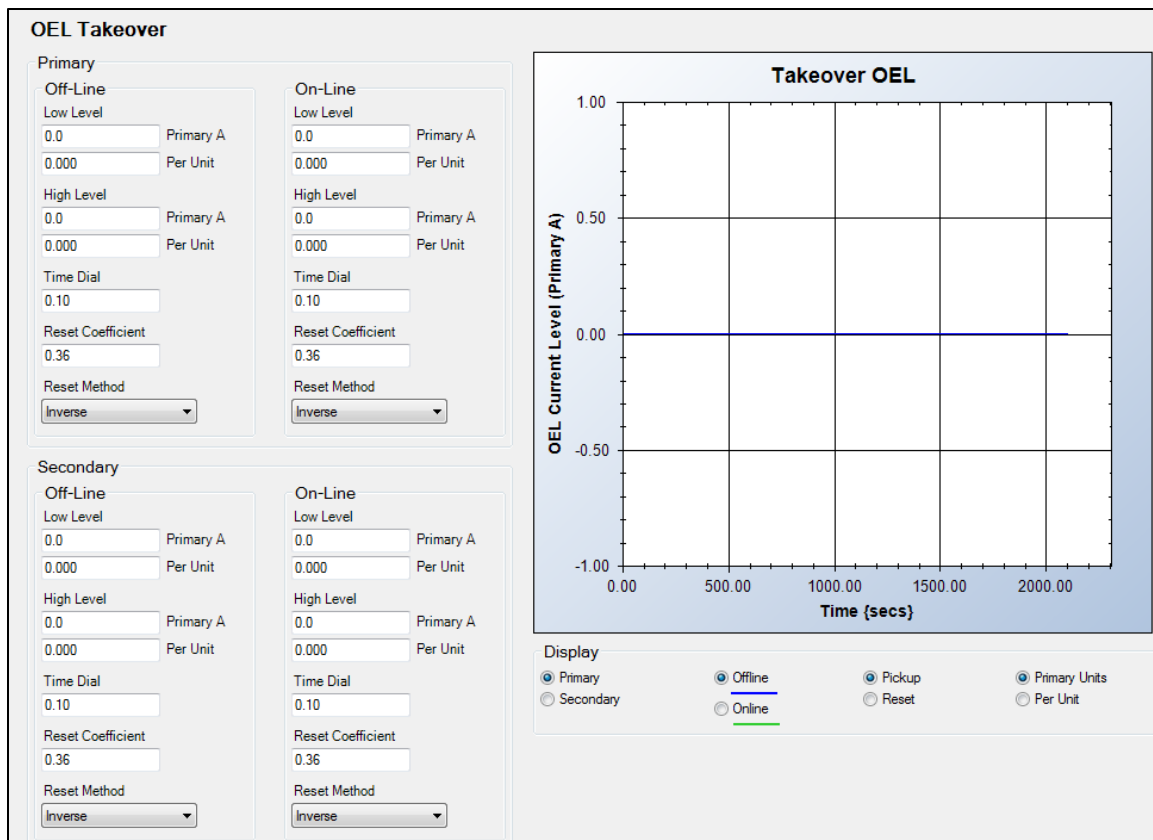 OEL Takeover
Primary
Off-Line
Low Level
0.0 Primary A
0.000 Per Unit
High Level
0.0 Primary A
0.000 Per Unit
Time Dial
0.10
Reset Coefficient
0.36
Reset Method
Inverse
On-Line
Low Level
0.0 Primary A
0.000 Per Unit
High Level
0.0 Primary A
0.000 Per Unit
Time Dial
0.10
Reset Coefficient
0.36
Reset Method
Inverse
Secondary
Off-Line
Low Level
0.0 Primary A
0.000 Per Unit
High Level
0.0 Primary A
0.000 Per Unit
Time Dial
0.10
Reset Coefficient
0.36
Reset Method
Inverse
On-Line
Low Level
0.0 Primary A
0.000 Per Unit
High Level
0.0 Primary A
0.000 Per Unit
Time Dial
0.10
Reset Coefficient
0.36
Reset Method
Inverse
Takeover OEL
OEL Current Level (Primary A)
1.00
0.50
0.00
-0.50
-1.00
0.00 500.00 1000.00 1500.00 2000.00
Time {secs}
Display
Primary Offline Pickup Primary Units
Secondary Online Reset Per Unit